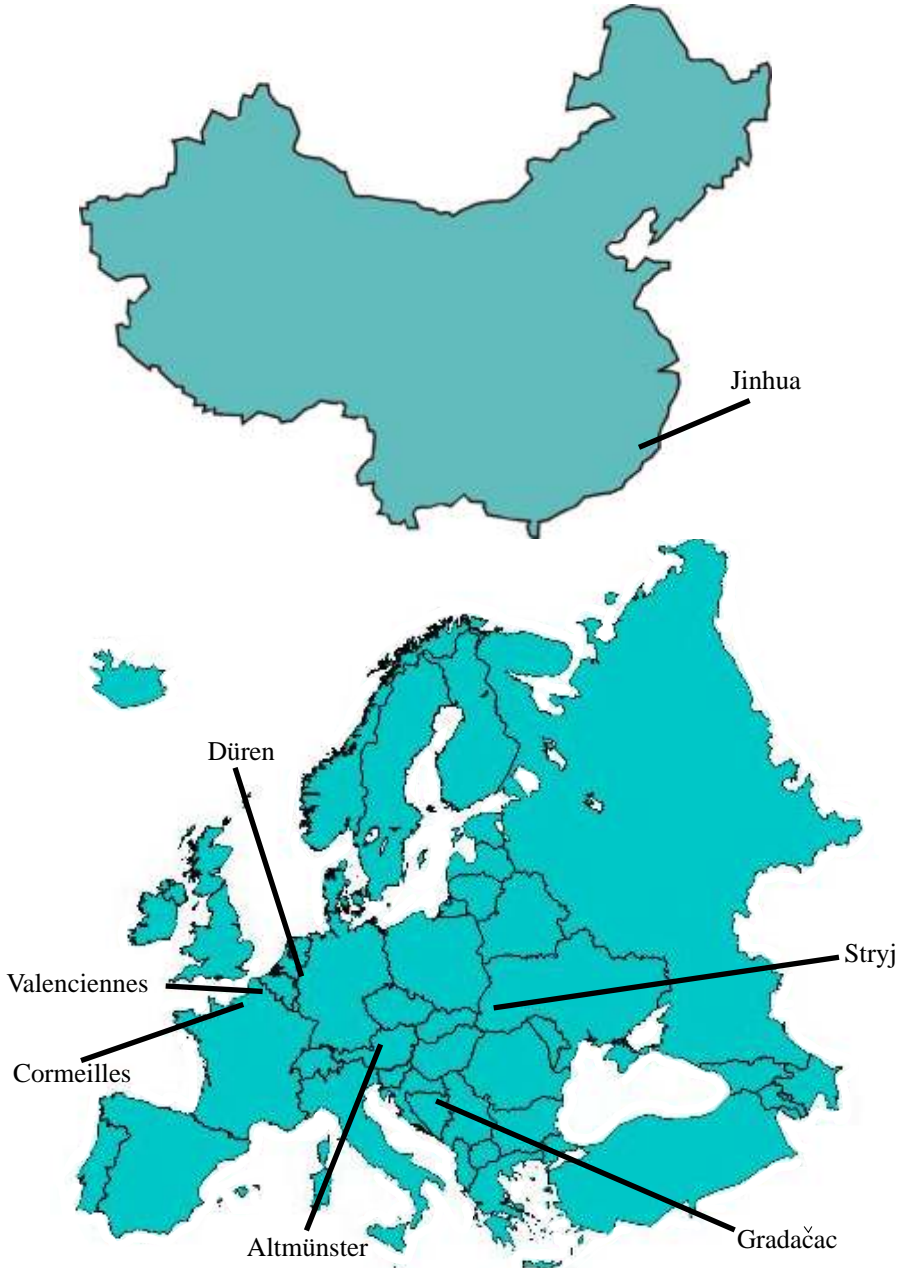 Jinhua
Düren
Stryj
Valenciennes
Cormeilles
Gradačac
Altmünster